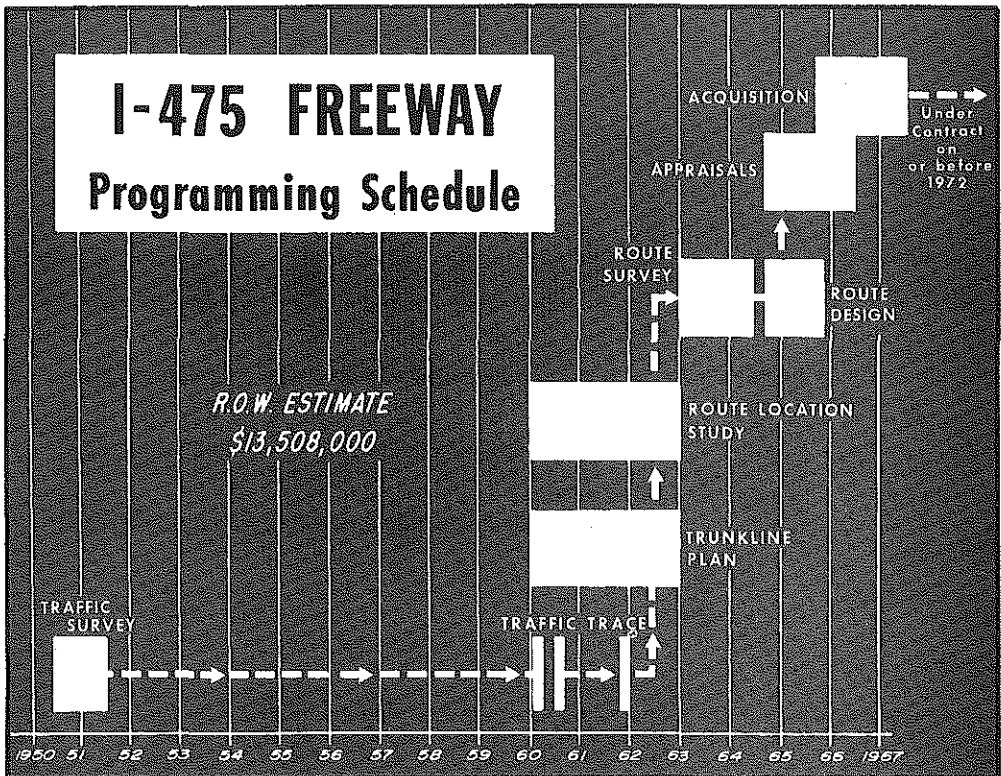 I-475 FREEWAY
Programming Schedule
ACQUISITION
Under
Contract
on
or before
1972
APPRAISALS
ROUTE
SURVEY
ROUTE
DESIGN
R.O.W. ESTIMATE
$13,508,000
ROUTE LOCATION
STUDY
TRUNKLINE
PLAN
TRAFFIC
SURVEY
TRAFFIC TRACES
1950 51 52 53 54 55 56 57 58 59 60 61 62 63 64 65 66 1967